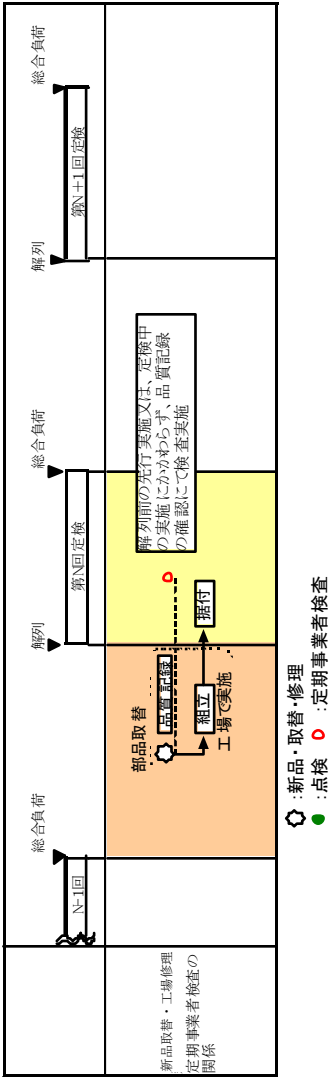 総合負荷
解列
総合負荷
解列
総合負荷
N-1回
第N回定検
第N+1回定検
新品取替・工場修理
定期事業者検査の
関係
部品取替
品質記録
組立
工場で実施
据付
解列前の先行実施又は、定検中
の実施にかかわらず、品質記録
の確認にて検査実施
:新品・取替・修理
:点検 :定期事業者検査